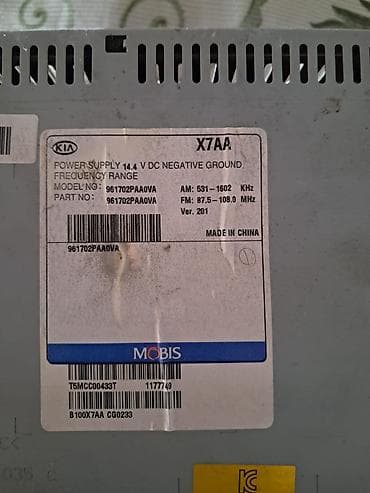 KIA X7AA
POWER SUPPLY 14.4 V DC NEGATIVE GROUND
FREQUENCY RANGE
MODEL NO: 961702PAA0VA AM: 531-1602 KHz
PART NO: 961702PAA0VA FM: 87.5-108.0 MHz
Ver. 201
MADE IN CHINA
961702PAA0VA
MOBIS
T5MCC00433T 1177749
B100X7AA CG0233